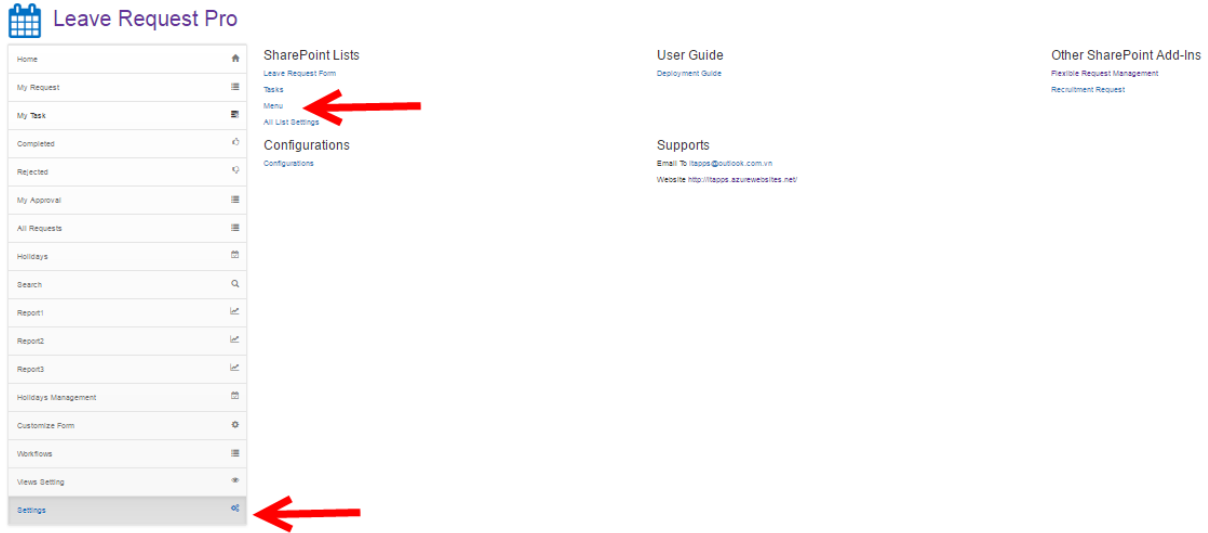 Leave Request Pro
Home
My Request
My Task
Completed
Rejected
My Approval
All Requests
Holidays
Search
Report1
Report2
Report3
Holidays Management
Customize Form
Workflows
Views Setting
Settings
SharePoint Lists
Leave Request Form
Tasks
Menu
All List Settings
Configurations
Configurations
User Guide
Deployment Guide
Supports
Email To itapps@outlook.com.vn
Website http://itapps.azurewebsites.net/
Other SharePoint Add-Ins
Flexible Request Management
Recruitment Request